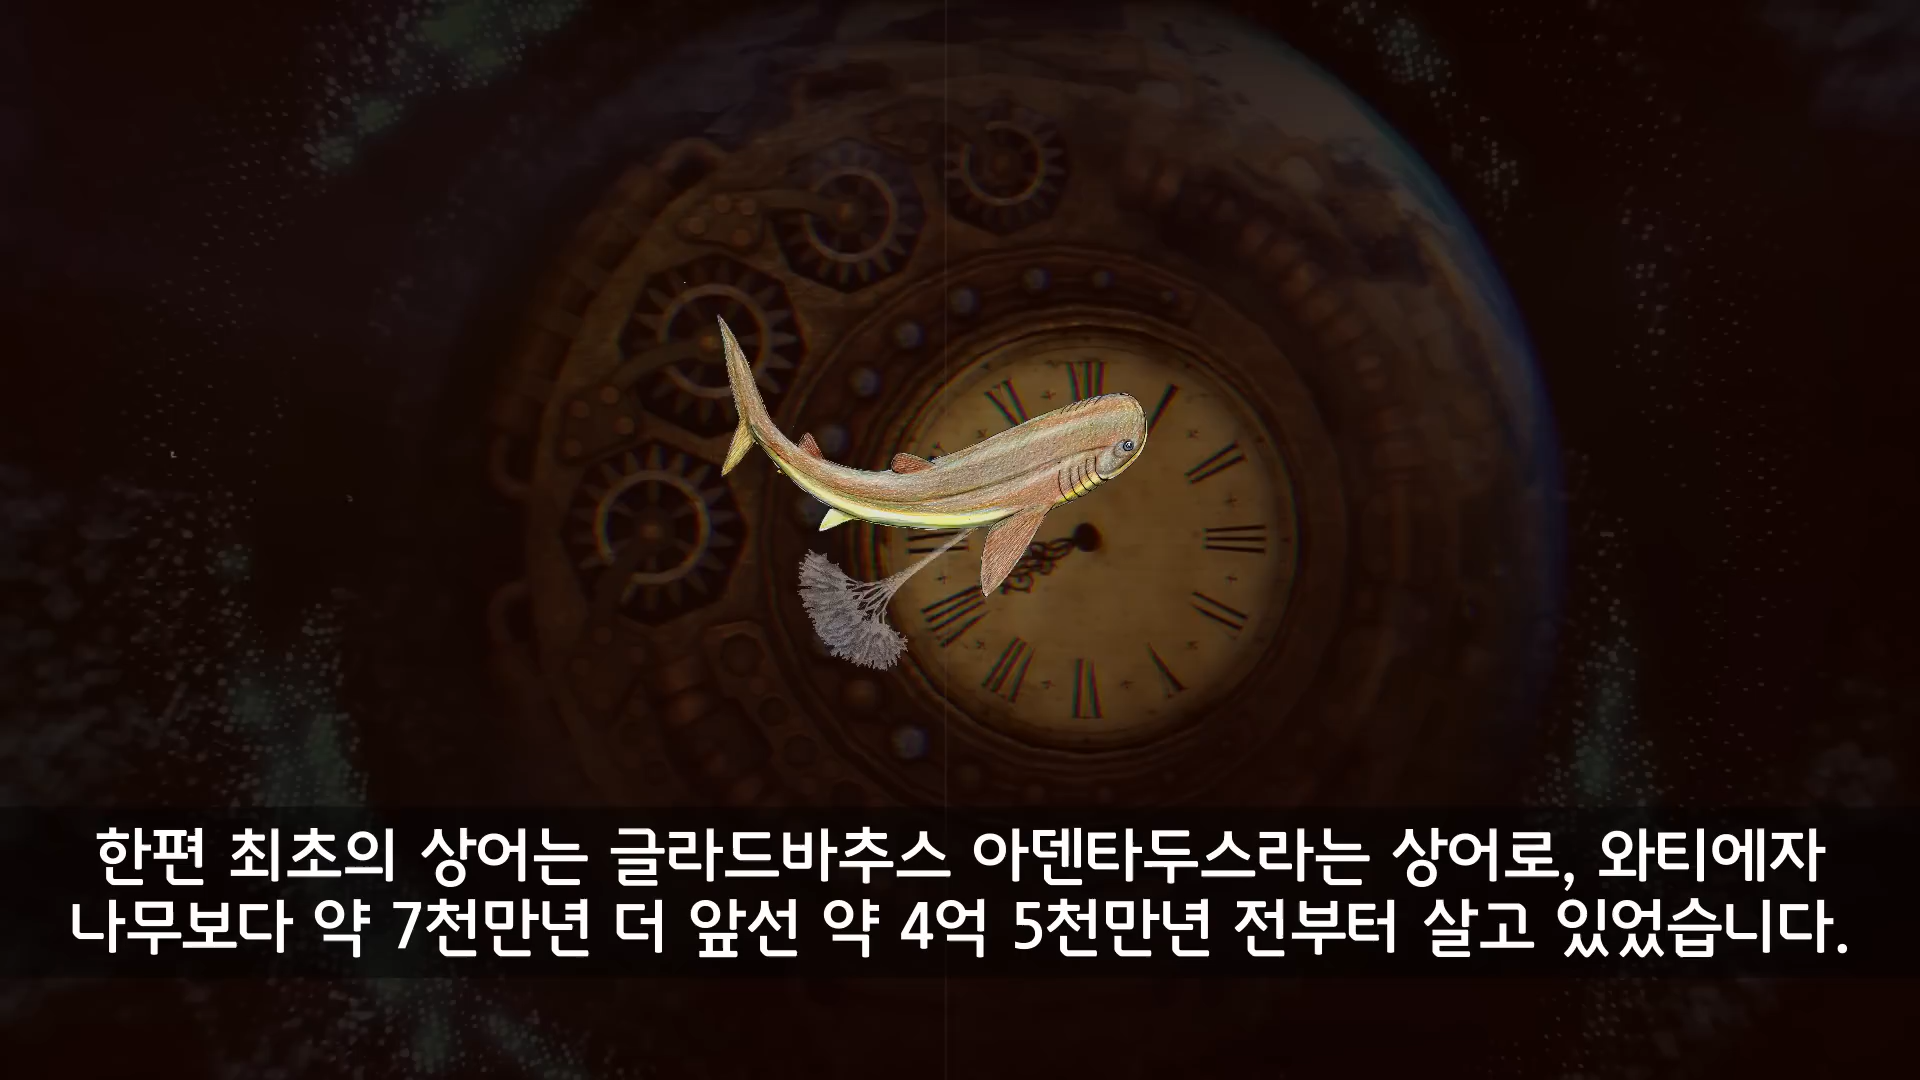 한편 최초의 상어는 글라드바추스 아덴타두스라는 상어로, 와티에자
나무보다 약 7천만년 더 앞선 약 4억 5천만년 전부터 살고 있었습니다.